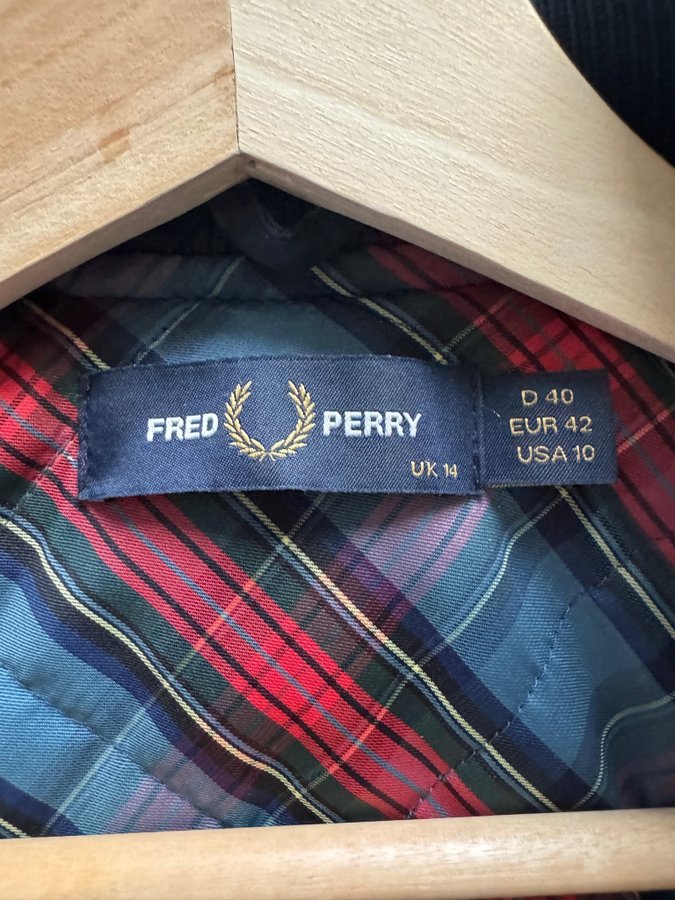 FRED PERRY
UK 14
D 40
EUR 42
USA 10